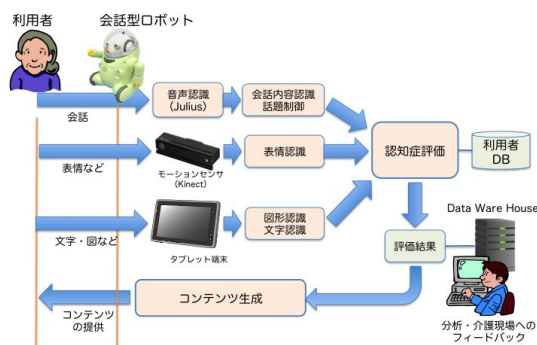 利用者
会話型ロボット
会話
音声認識
(Julius)
会話内容認識
話題制御
表情など
モーションセンサ
(Kinect)
表情認識
認知症評価
利用者
DB
文字・図など
タブレット端末
図形認識
文字認識
Data Ware House
評価結果
コンテンツ
の提供
コンテンツ生成
分析・介護現場への
フィードバック